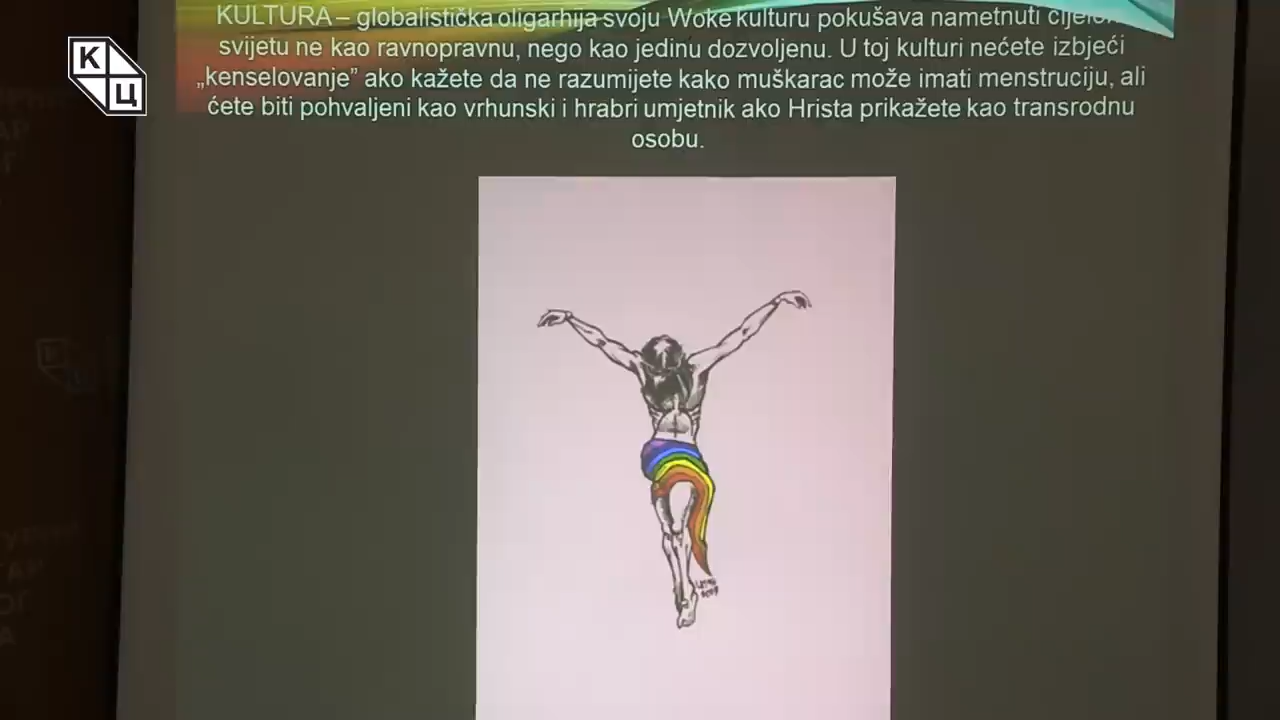 К
Ц
KULTURA – globalistička oligarhija svoju Woke kulturu pokušava nametnuti
svijetu ne kao ravnopravnu, nego kao jedinu dozvoljenu. U toj kulturi nećete izbjeći
„kenselovanje” ako kažete da ne razumijete kako muškarac može imati menstruciju, ali
ćete biti pohvaljeni kao vrhunski i hrabri umjetnik ako Hrista prikažete kao transrodnu
osobu.